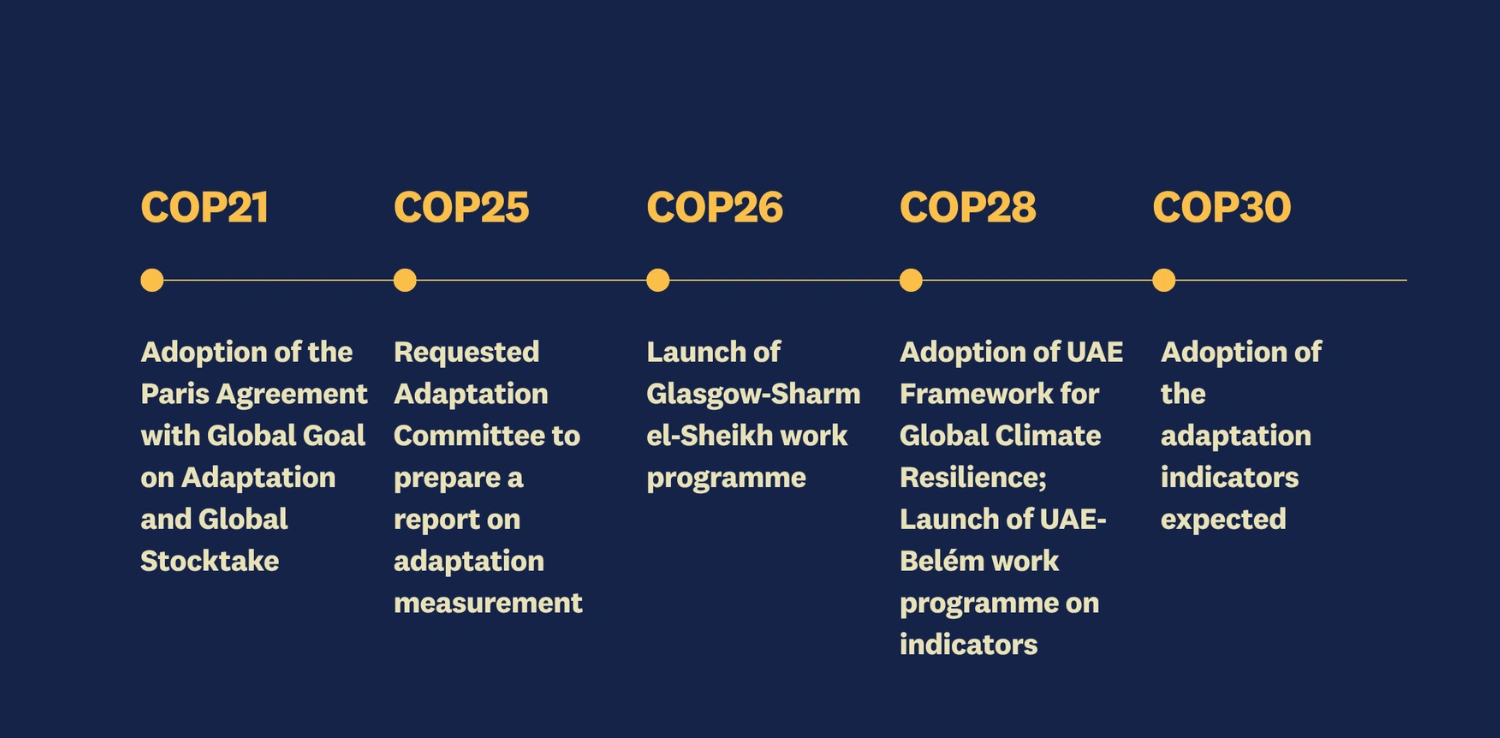 COP21
Adoption of the
Paris Agreement
with Global Goal
on Adaptation
and Global
Stocktake
COP25
Requested
Adaptation
Committee to
prepare a
report on
adaptation
measurement
COP26
Launch of
Glasgow-Sharm
el-Sheikh work
programme
COP28
Adoption of UAE
Framework for
Global Climate
Resilience;
Launch of UAE-
Belém work
programme on
indicators
COP30
Adoption of
the
adaptation
indicators
expected